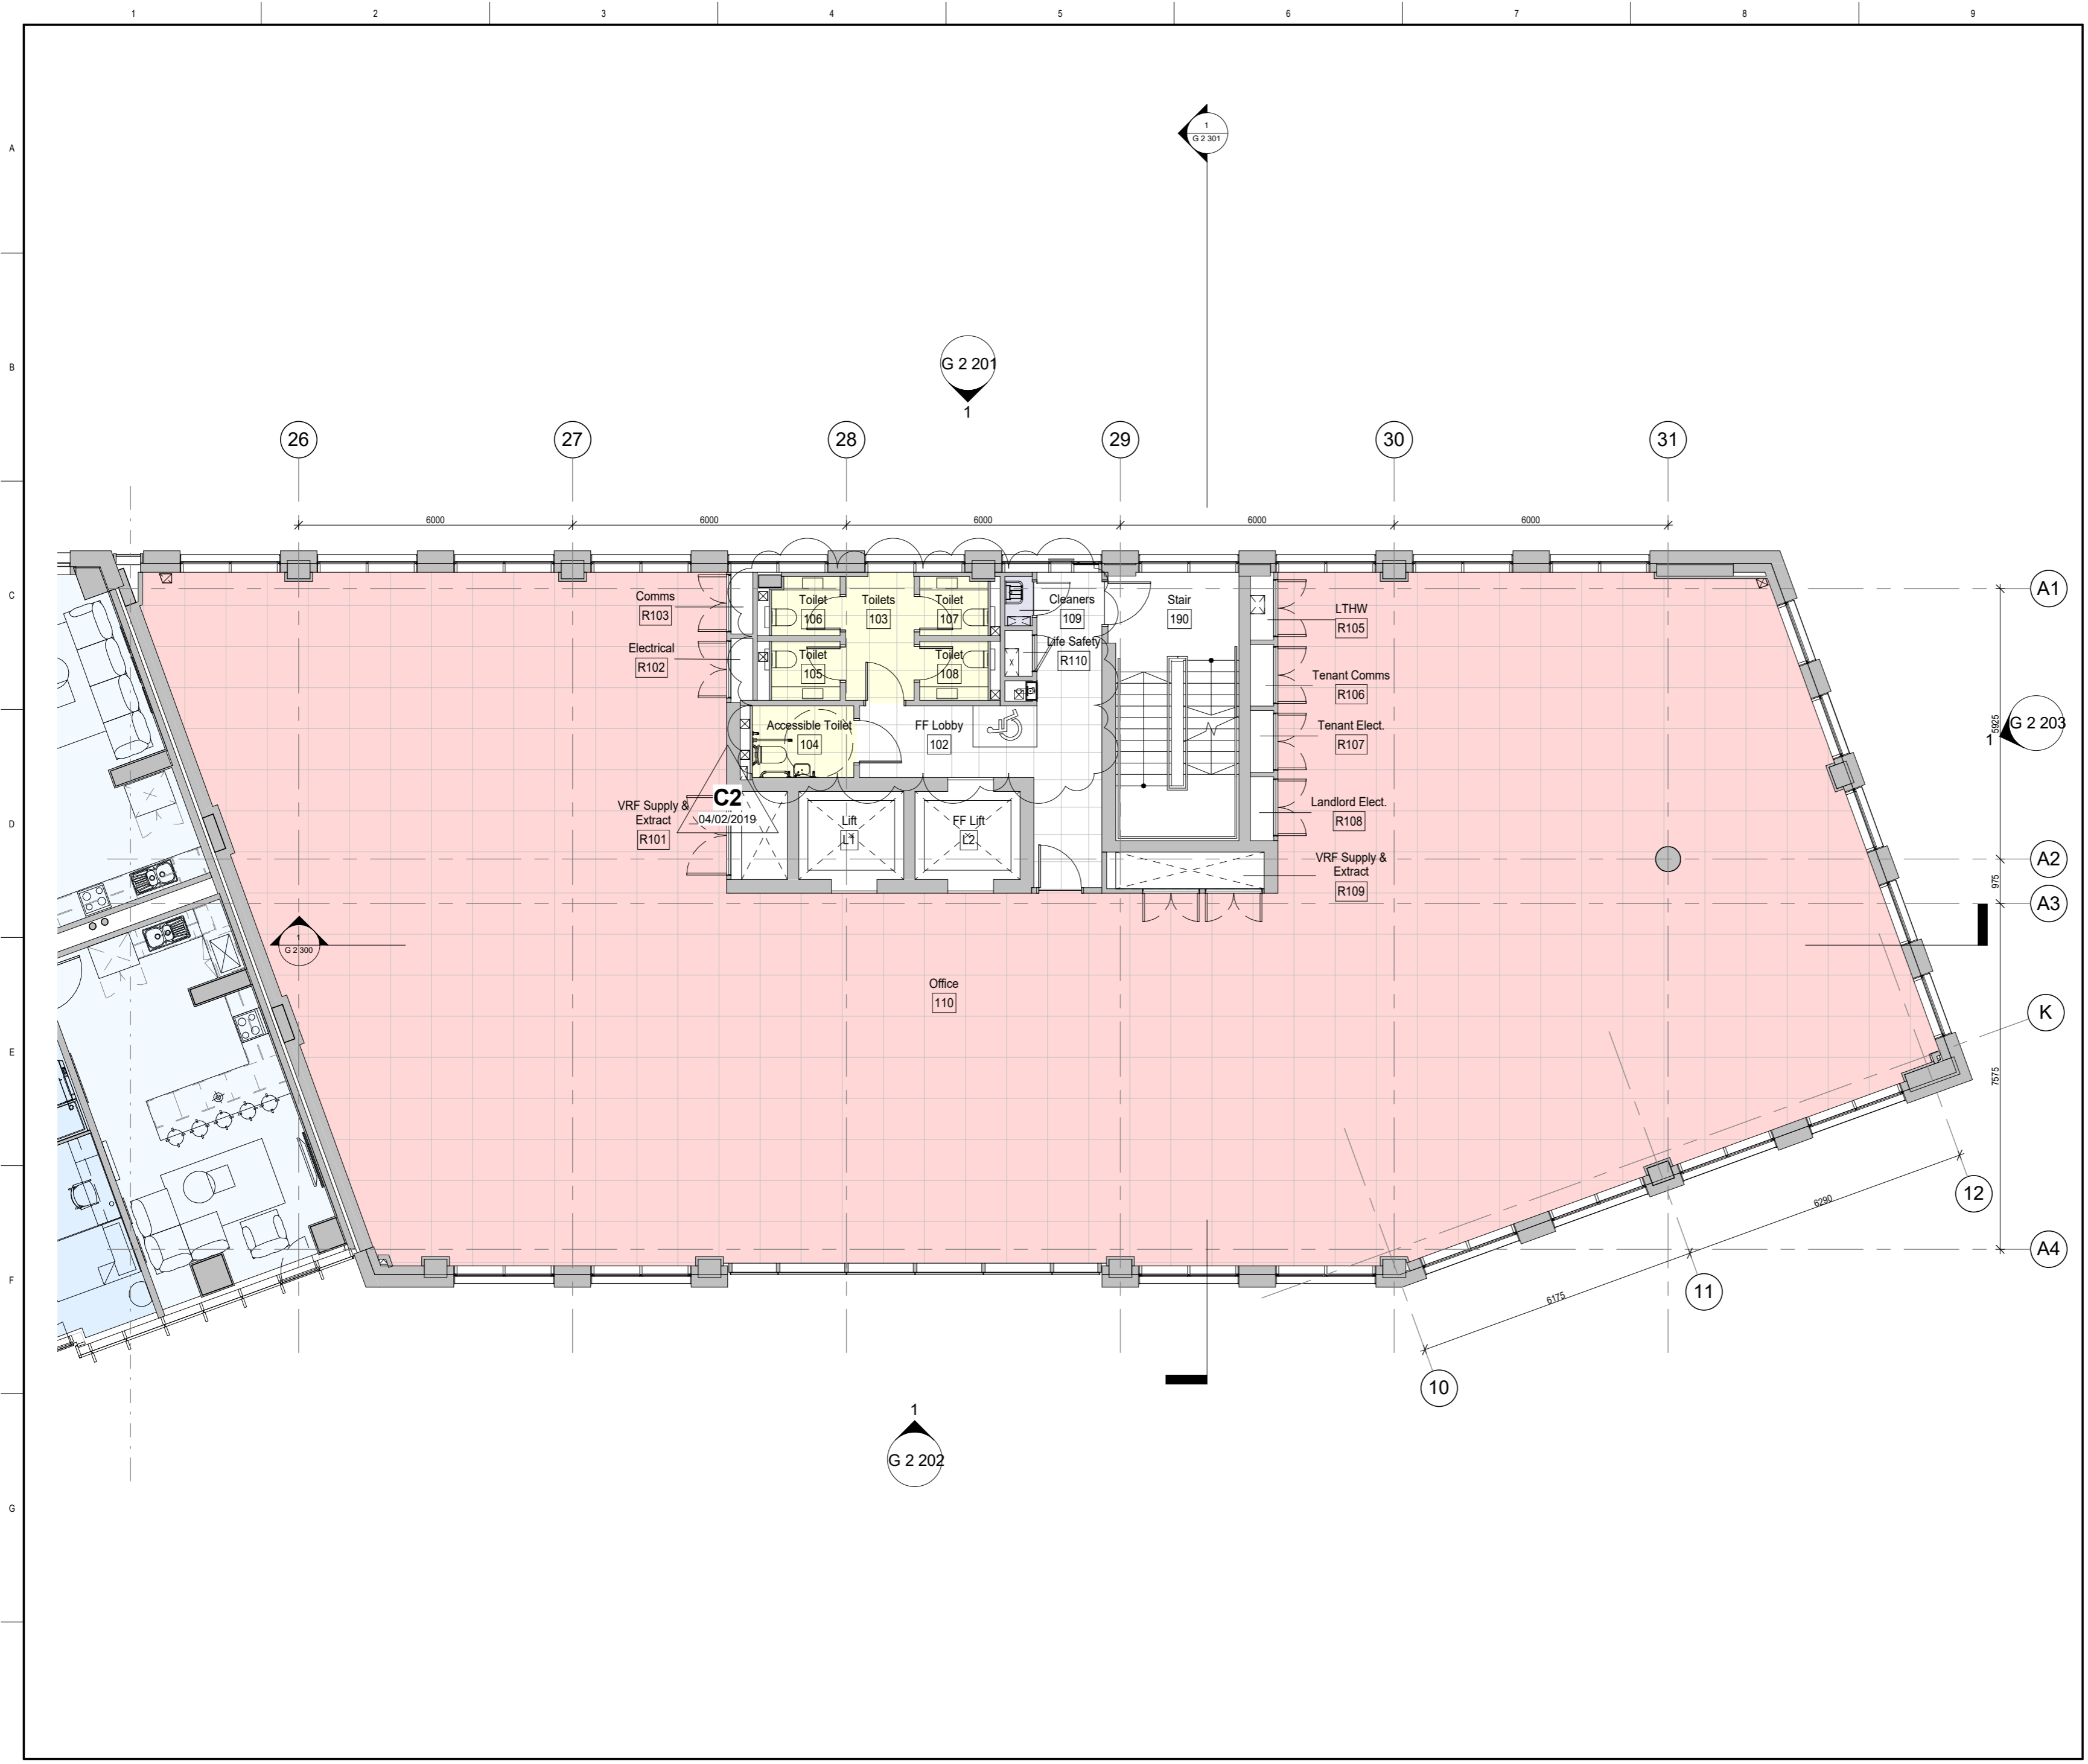 1 2 3 4 5 6 7 8 9
A
1
G 2 301
B
G 2 201
1
26 27 28 29 30 31
6000 6000 6000 6000 6000
C
A1
Comms
R103
Toilet
106
Toilets
103
Toilet
107
Cleaners
109
Stair
190
LTHW
R105
Electrical
R102
Toilet
105
Toilet
108
Life Safety
R110
Tenant Comms
R106
Accessible Toilet
104
FF Lobby
102
Tenant Elect.
R107
5925
1
G 2 203
D
C2
04/02/2019
VRF Supply &
Extract
R101
Lift
L1
FF Lift
L2
Landlord Elect.
R108
VRF Supply &
Extract
R109
A2
975
A3
1
G 2 300
Office
110
K
E
7575
12
6290
A4
F
11
6175
10
1
G 2 202
G